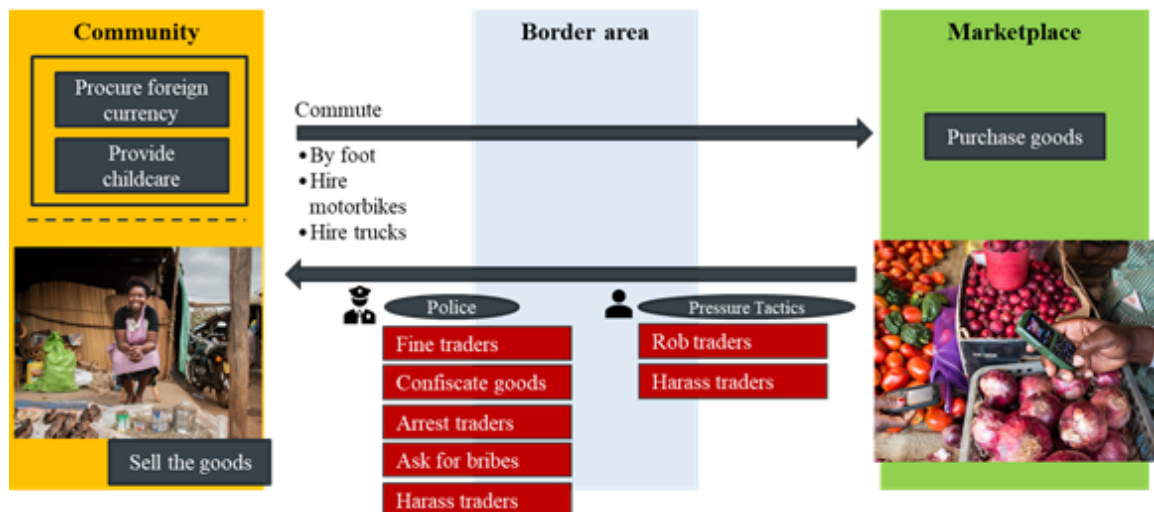 Community
Border area
Marketplace
Procure foreign
currency
Provide
childcare
Commute
• By foot
• Hire
motorbikes
• Hire trucks
Purchase goods
Police
Fine traders
Confiscate goods
Arrest traders
Ask for bribes
Harass traders
Pressure Tactics
Rob traders
Harass traders
Sell the goods